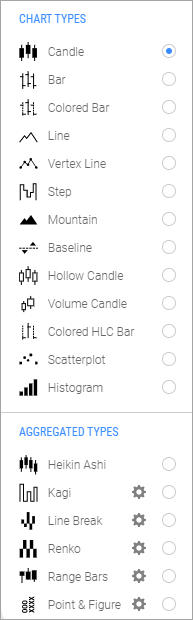 CHART TYPES
Candle
Bar
Colored Bar
Line
Vertex Line
Step
Mountain
Baseline
Hollow Candle
Volume Candle
Colored HLC Bar
Scatterplot
Histogram
AGGREGATED TYPES
Heikin Ashi
Kagi
Line Break
Renko
Range Bars
Point & Figure